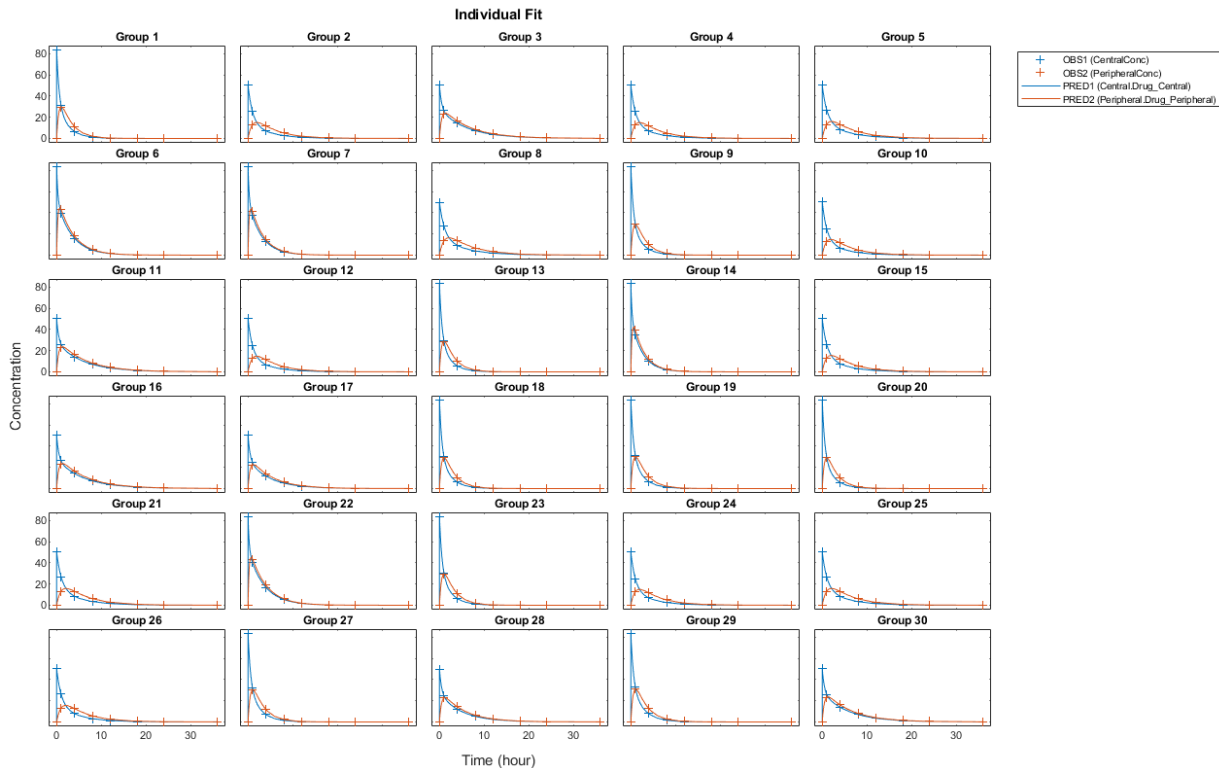 Individual Fit
Group 1 Group 2 Group 3 Group 4 Group 5
80
60
40
20
0
OBS1 (CentralConc)
OBS2 (PeripheralConc)
PRED1 (Central.Drug_Central)
PRED2 (Peripheral.Drug_Peripheral)
Group 6 Group 7 Group 8 Group 9 Group 10
Group 11 Group 12 Group 13 Group 14 Group 15
80
60
40
20
0
Concentration
Group 16 Group 17 Group 18 Group 19 Group 20
Group 21 Group 22 Group 23 Group 24 Group 25
80
60
40
20
0
Group 26 Group 27 Group 28 Group 29 Group 30
0 10 20 30 0 10 20 30 0 10 20 30
Time (hour)